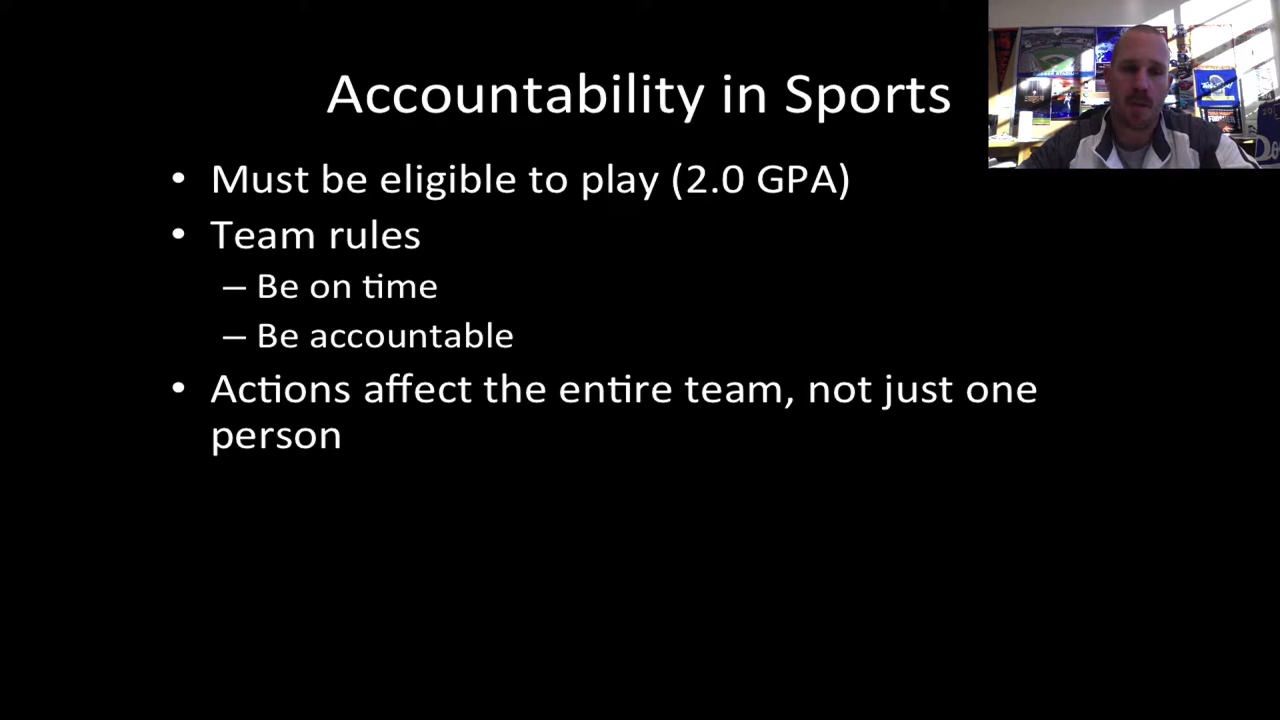 Accountability in Sports
• Must be eligible to play (2.0 GPA)
• Team rules
– Be on time
– Be accountable
• Actions affect the entire team, not just one
person